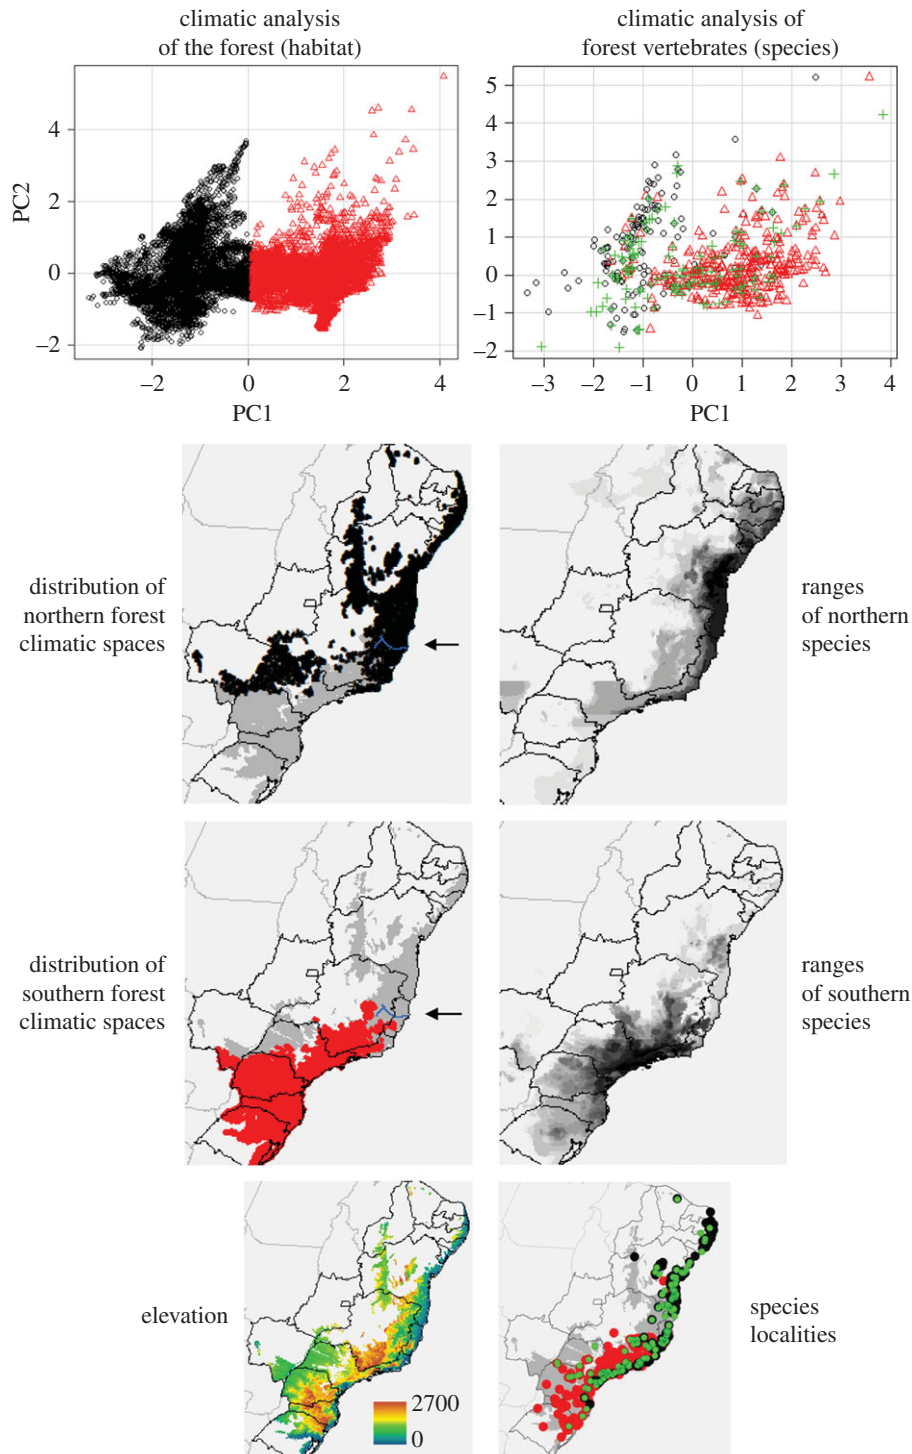 climatic analysis
of the forest (habitat)
climatic analysis of
forest vertebrates (species)
PC2
4
2
0
–2
–2
0
2
4
PC1
5
4
3
2
1
0
–1
–2
–3
–2
–1
0
1
2
3
4
PC1
distribution of
northern forest
climatic spaces
ranges
of northern
species
distribution of
southern forest
climatic spaces
ranges
of southern
species
elevation
2700
0
species
localities